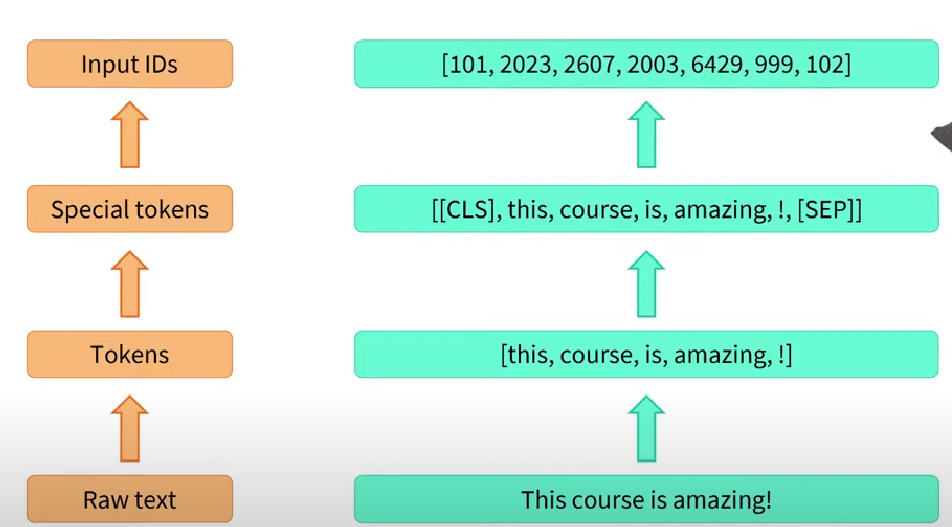 Input IDs
[101, 2023, 2607, 2003, 6429, 999, 102]
Special tokens
[[CLS], this, course, is, amazing, !, [SEP]]
Tokens
[this, course, is, amazing, !]
Raw text
This course is amazing!